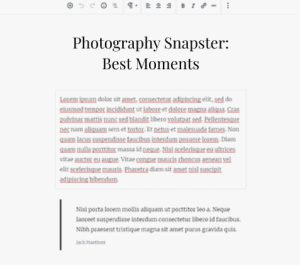 Photography Snapster:
Best Moments
Lorem ipsum dolor sit amet, consectetur adipiscing elit, sed do
eiusmod tempor incididunt ut labore et dolore magna aliqua. Cras
pulvinar mattis nunc sed blandit libero volutpat sed. Pellentesque
nec nam aliquam sem et tortor. Et netus et malesuada fames. Non
quam lacus suspendisse faucibus interdum posuere lorem. Diam
quam nulla porttitor massa id neque. Nisl scelerisque eu ultrices
vitae auctor eu augue. Vitae congue mauris rhoncus aenean vel
elit scelerisque mauris. Pharetra diam sit amet nisl suscipit
adipiscing bibendum.
Nisi porta lorem mollis aliquam ut porttitor leo a. Neque
laoreet suspendisse interdum consectetur libero id faucibus.
Nibh praesent tristique magna sit amet purus gravida quis.